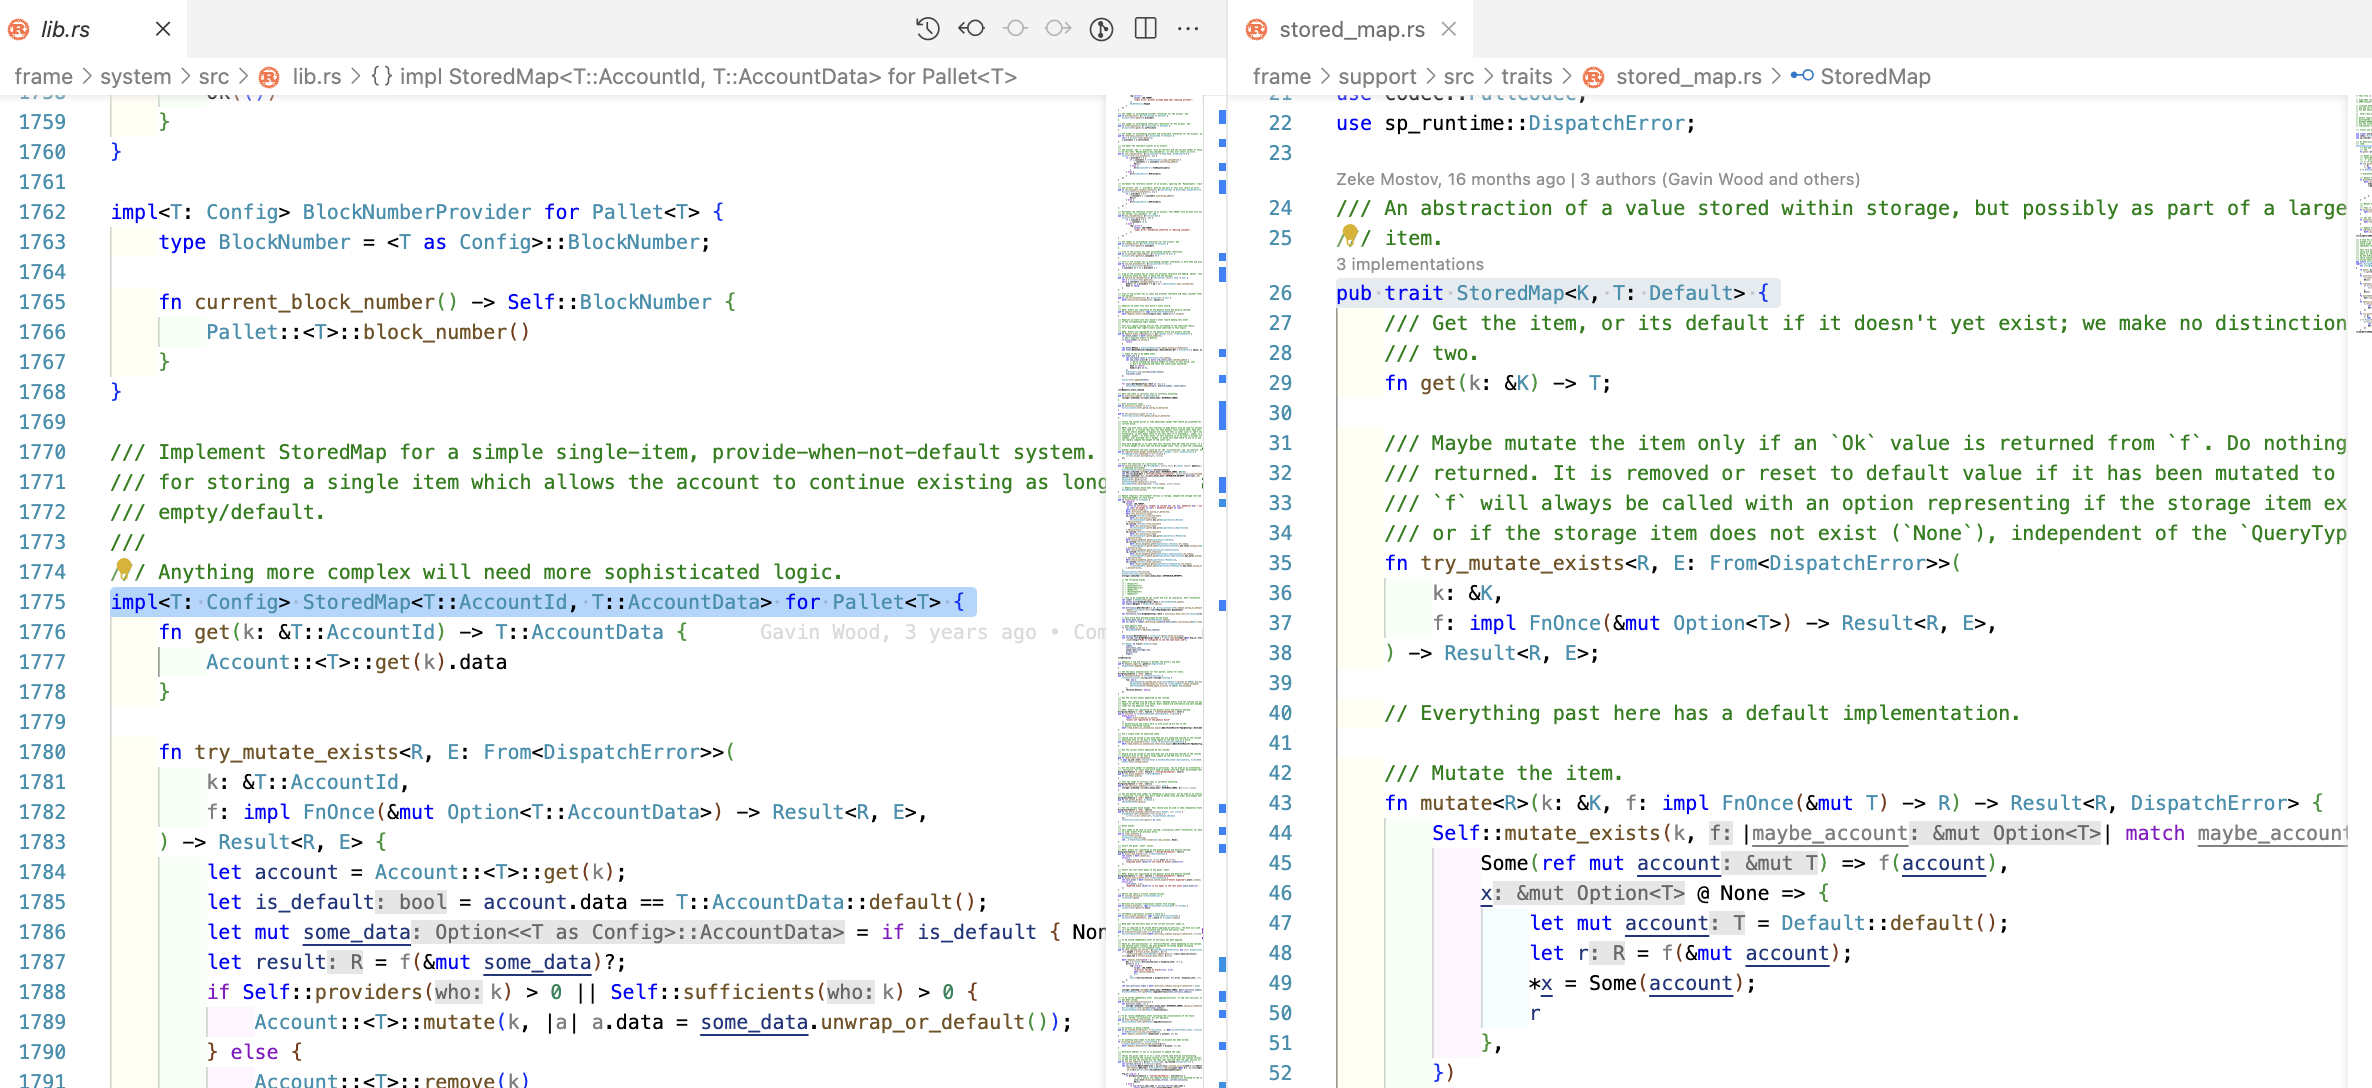 lib.rs
frame > system > src > lib.rs > {} impl StoredMap<T::AccountId, T::AccountData> for Pallet<T>
1759 }
1760 }
1761
1762 impl<T: Config> BlockNumberProvider for Pallet<T> {
1763 type BlockNumber = <T as Config>::BlockNumber;
1764
1765 fn current_block_number() -> Self::BlockNumber {
1766 Pallet::<T>::block_number()
1767 }
1768 }
1769
1770 /// Implement StoredMap for a simple single-item, provide-when-not-default system.
1771 /// for storing a single item which allows the account to continue existing as long
1772 /// empty/default.
1773 ///
1774 /// Anything more complex will need more sophisticated logic.
1775 impl<T: Config> StoredMap<T::AccountId, T::AccountData> for Pallet<T> {
1776 fn get(k: &T::AccountId) -> T::AccountData { Gavin Wood, 3 years ago • Com
1777 Account::<T>::get(k).data
1778 }
1779
1780 fn try_mutate_exists<R, E: From<DispatchError>>(
1781 k: &T::AccountId,
1782 f: impl FnOnce(&mut Option<T::AccountData>) -> Result<R, E>,
1783 ) -> Result<R, E> {
1784 let account = Account::<T>::get(k);
1785 let is_default: bool = account.data == T::AccountData::default();
1786 let mut some_data: Option<<T as Config>::AccountData> = if is_default { Non
1787 let result: R = f(&mut some_data)?;
1788 if Self::providers(who: k) > 0 || Self::sufficients(who: k) > 0 {
1789 Account::<T>::mutate(k, |a| a.data = some_data.unwrap_or_default());
1790 } else {
1791 Account::<T>::remove(k)
stored_map.rs
frame > support > src > traits > stored_map.rs > StoredMap
21 use codec::FullCodec;
22 use sp_runtime::DispatchError;
23
Zeke Mostov, 16 months ago | 3 authors (Gavin Wood and others)
24 /// An abstraction of a value stored within storage, but possibly as part of a large
25 /// item.
3 implementations
26 pub trait StoredMap<K, T: Default> {
27 /// Get the item, or its default if it doesn't yet exist; we make no distinction
28 /// two.
29 fn get(k: &K) -> T;
30
31 /// Maybe mutate the item only if an `Ok` value is returned from `f`. Do nothing
32 /// returned. It is removed or reset to default value if it has been mutated to
33 /// `f` will always be called with an option representing if the storage item ex
34 /// or if the storage item does not exist (`None`), independent of the `QueryTyp
35 fn try_mutate_exists<R, E: From<DispatchError>>(
36 k: &K,
37 f: impl FnOnce(&mut Option<T>) -> Result<R, E>,
38 ) -> Result<R, E>;
39
40 // Everything past here has a default implementation.
41
42 /// Mutate the item.
43 fn mutate<R>(k: &K, f: impl FnOnce(&mut T) -> R) -> Result<R, DispatchError> {
44 Self::mutate_exists(k, f: |maybe_account: &mut Option<T>| match maybe_account
45 Some(ref mut account: &mut T) => f(account),
46 x: &mut Option<T> @ None => {
47 let mut account: T = Default::default();
48 let r: R = f(&mut account);
49 *x = Some(account);
50 r
51 },
52 })